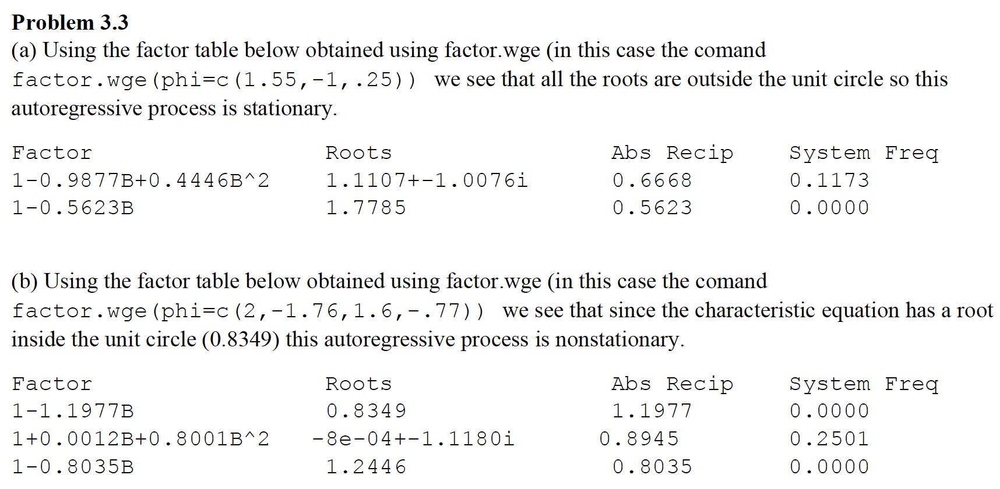 Problem 3.3
(a) Using the factor table below obtained using factor.wge (in this case the comand
factor.wge(phi=c(1.55,-1,.25)) we see that all the roots are outside the unit circle so this
autoregressive process is stationary.
Factor Roots Abs Recip System Freq
1-0.9877B+0.4446B^2 1.1107+-1.0076i 0.6668 0.1173
1-0.5623B 1.7785 0.5623 0.0000
(b) Using the factor table below obtained using factor.wge (in this case the comand
factor.wge(phi=c(2,-1.76,1.6,-.77)) we see that since the characteristic equation has a root
inside the unit circle (0.8349) this autoregressive process is nonstationary.
Factor Roots Abs Recip System Freq
1-1.1977B 0.8349 1.1977 0.0000
1+0.0012B+0.8001B^2 -8e-04+-1.1180i 0.8945 0.2501
1-0.8035B 1.2446 0.8035 0.0000